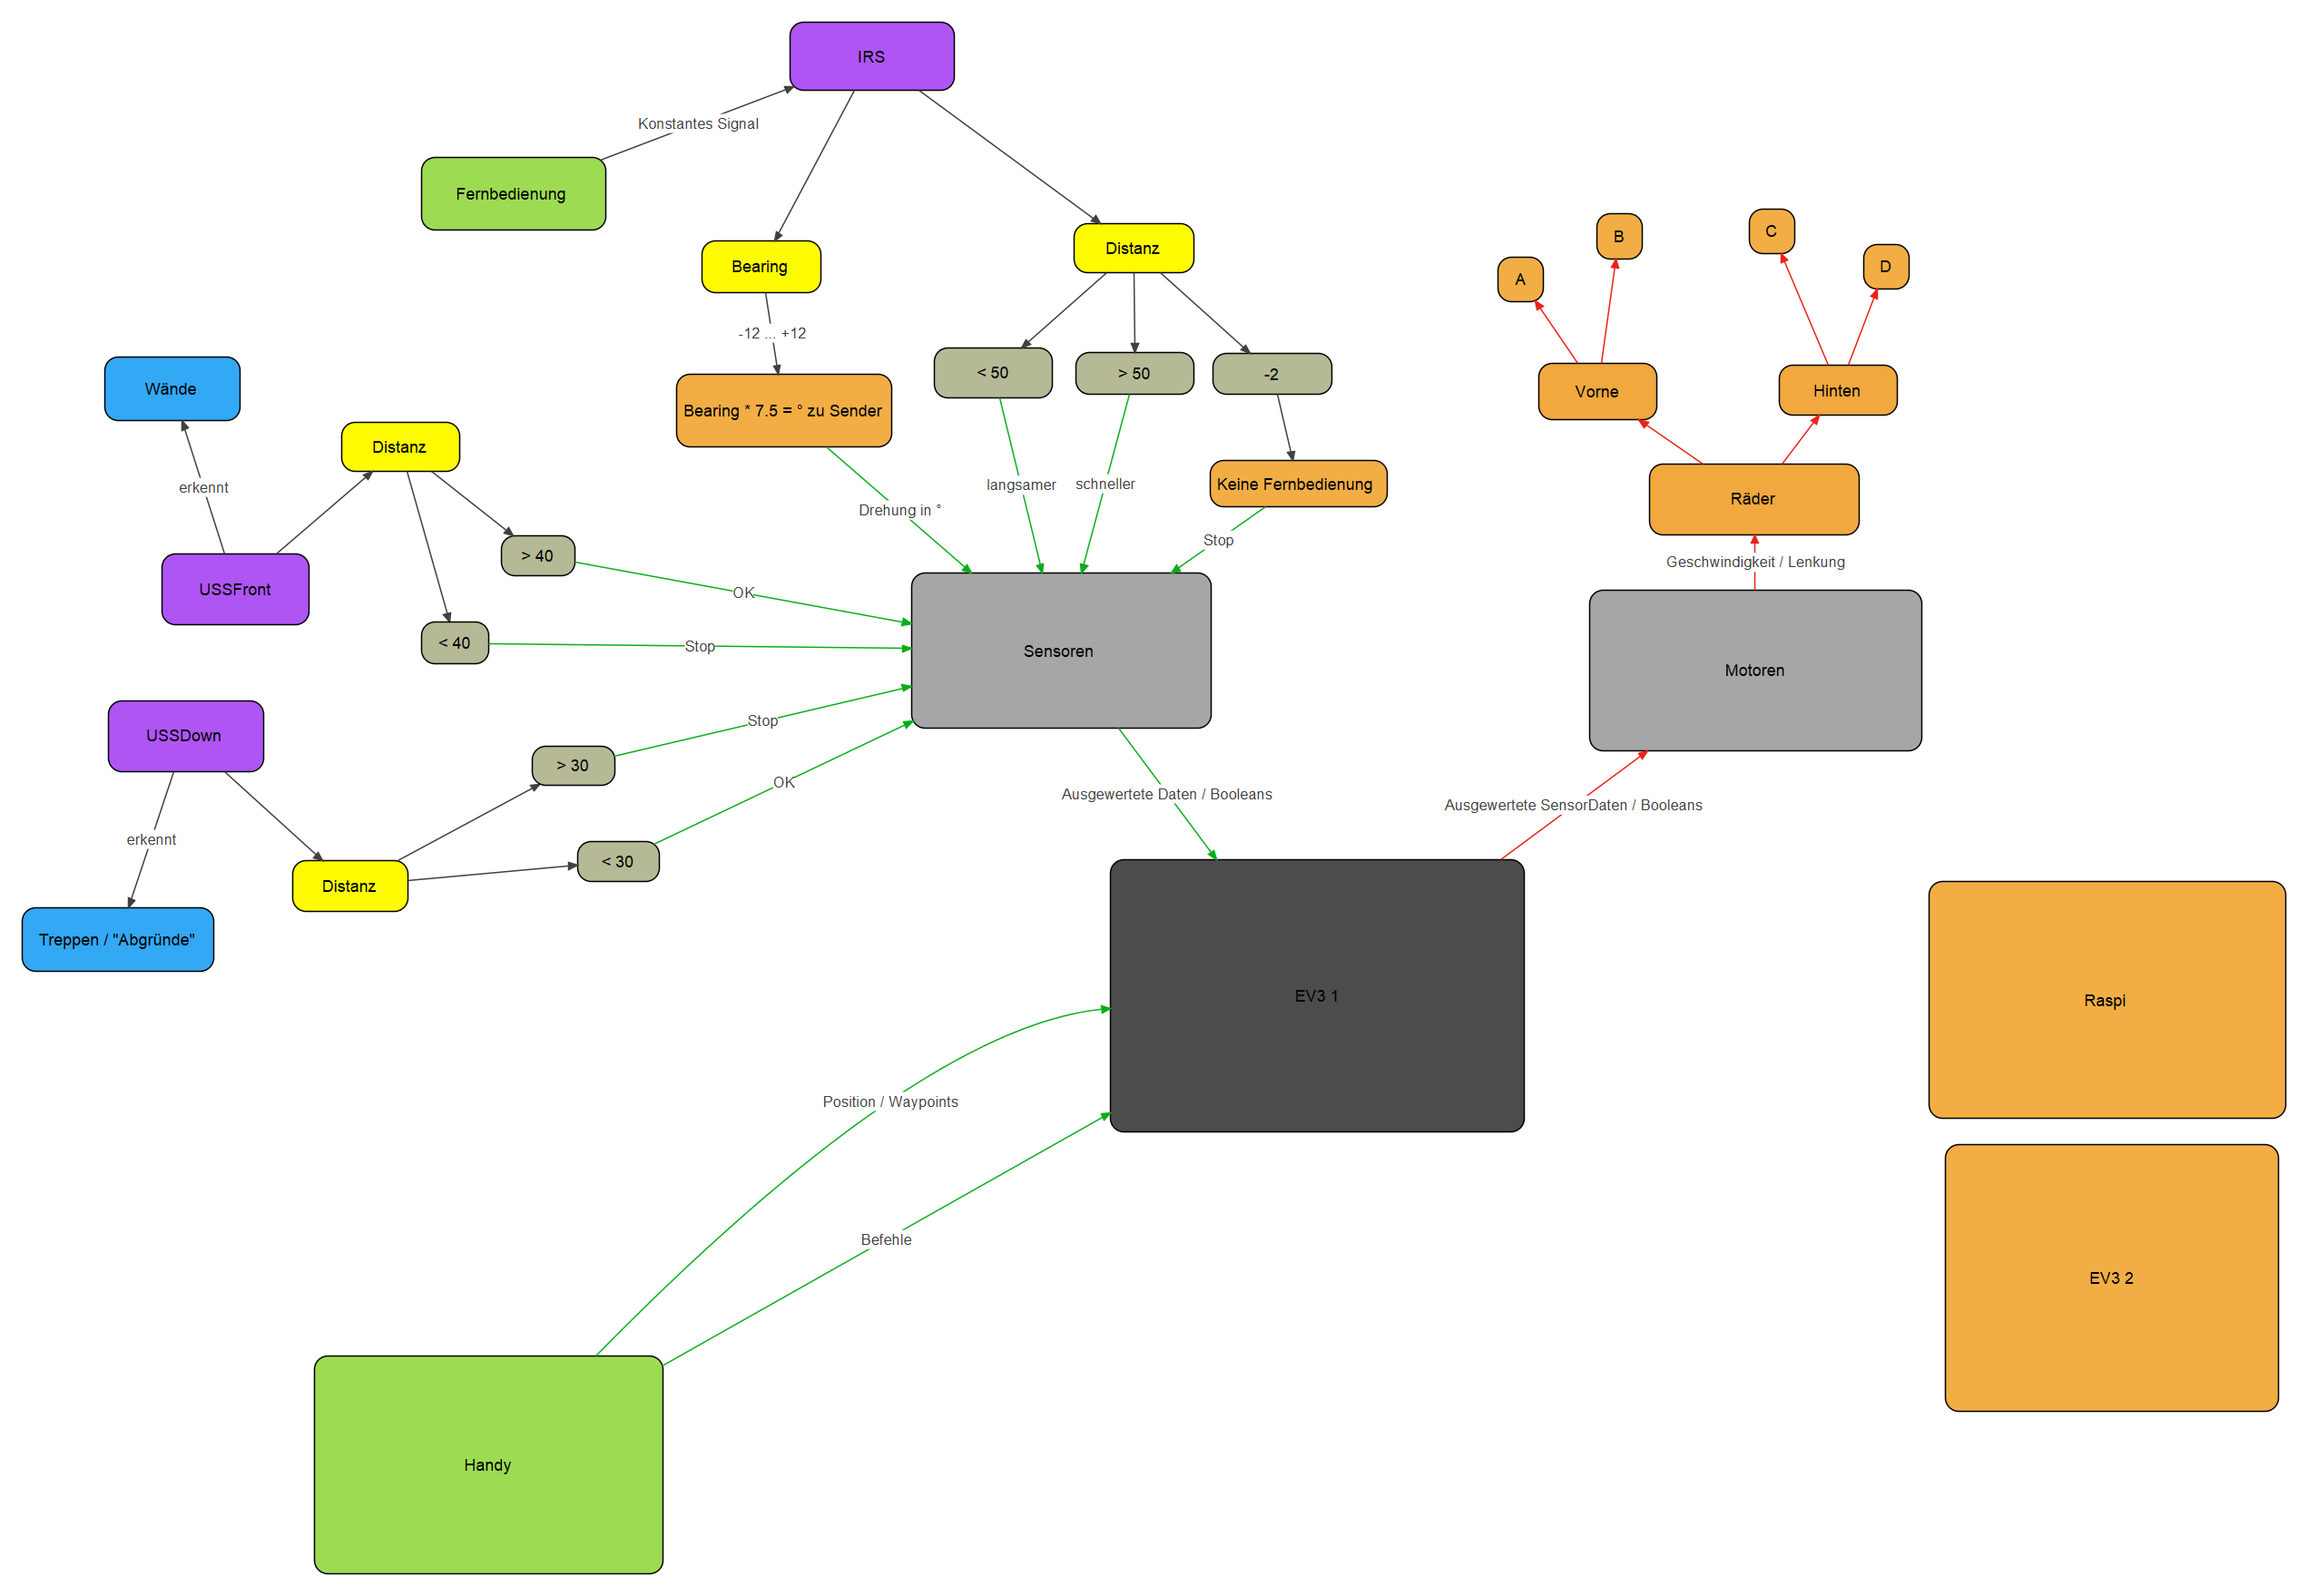 IRS
Konstantes Signal
Fernbedienung
Bearing
Distanz
B
C
A
D
-12 ... +12
< 50
> 50
-2
Wände
Vorne
Hinten
Bearing * 7.5 = ° zu Sender
Distanz
erkennt
langsamer
schneller
Keine Fernbedienung
Räder
Drehung in °
Stop
> 40
Geschwindigkeit / Lenkung
USSFront
OK
< 40
Stop
Sensoren
Motoren
Stop
USSDown
> 30
OK
Ausgewertete Daten / Booleans
Ausgewertete SensorDaten / Booleans
erkennt
< 30
Distanz
Treppen / "Abgründe"
EV3 1
Raspi
Position / Waypoints
Befehle
EV3 2
Handy